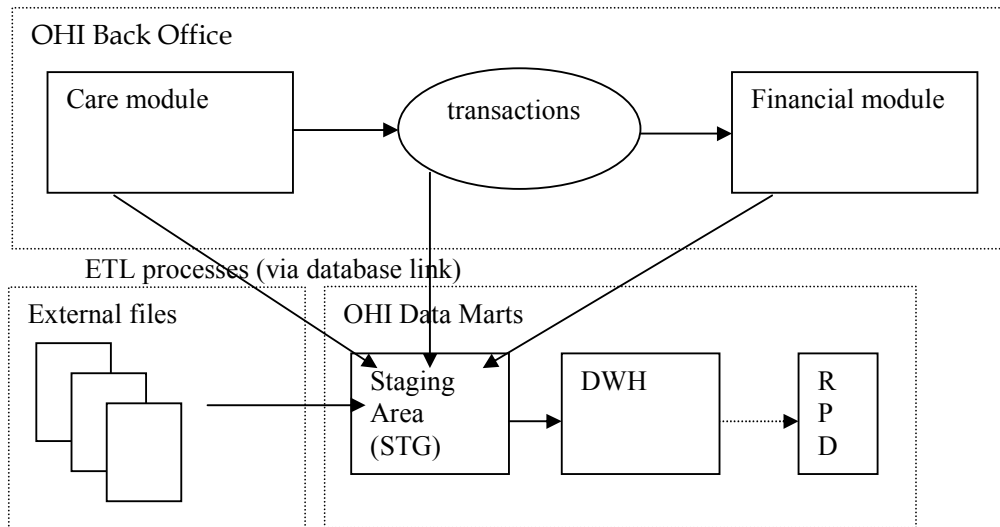 OHI Back Office
Care module
transactions
Financial module
ETL processes (via database link)
External files
OHI Data Marts
Staging
Area
(STG)
DWH
R
P
D